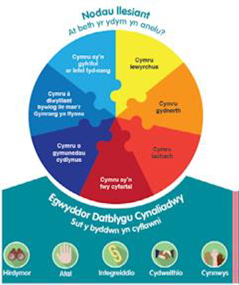 Nodau llesiant
At beth yr ydym yn anelu?
Cymru sy'n
gyfrifol
ar lefel fyd-eang
Cymru
lewyrchus
Cymru â
diwylliant
bywiog lle mae'r
Gymraeg yn ffynnu
Cymru
gydnerth
Cymru o
gymunedau
cydlynus
Cymru
iachach
Cymru sy'n
fwy cyfartal
Egwyddor Datblygu Cynaliadwy
Sut y byddwn yn cyflawni
Hirdymor
Atal
Integreiddio
Cydweithio
Cynnwys